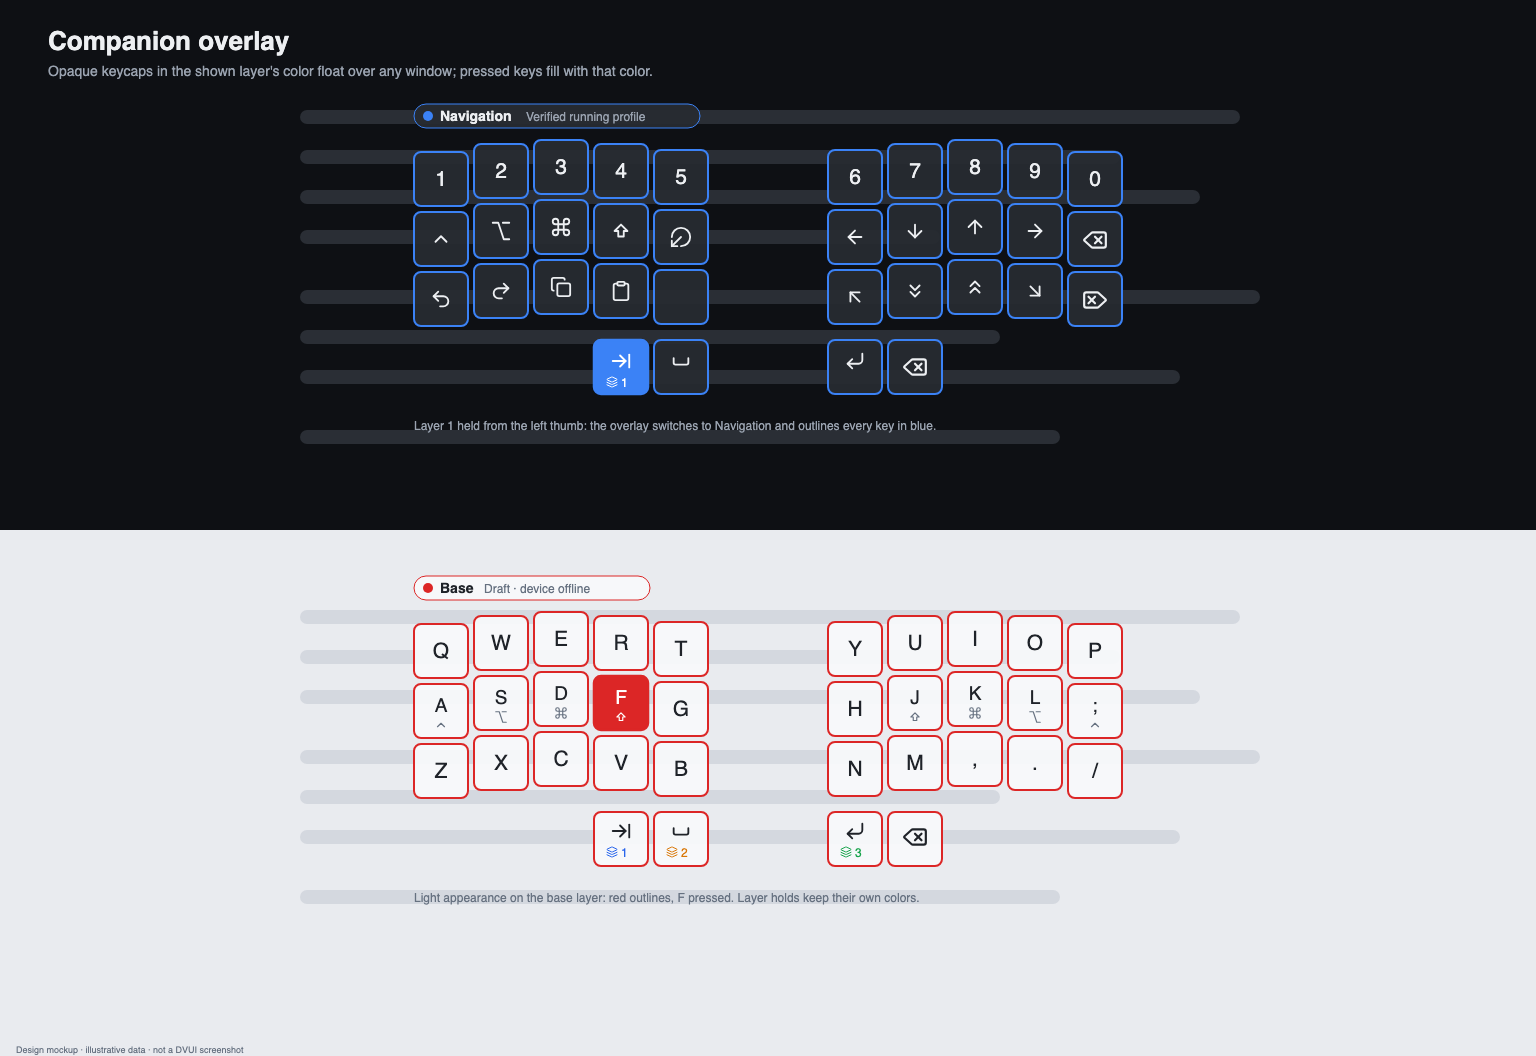 Companion overlay
Opaque keycaps in the shown layer's color float over any window; pressed keys fill with that color.
Navigation Verified running profile
1 2 3 4 5 6 7 8 9 0
1
Layer 1 held from the left thumb: the overlay switches to Navigation and outlines every key in blue.
Base Draft · device offline
Q W E R T Y U I O P
A S D F G H J K L ;
Z X C V B N M , . /
1 2 3
Light appearance on the base layer: red outlines, F pressed. Layer holds keep their own colors.
Design mockup · illustrative data · not a DVUI screenshot